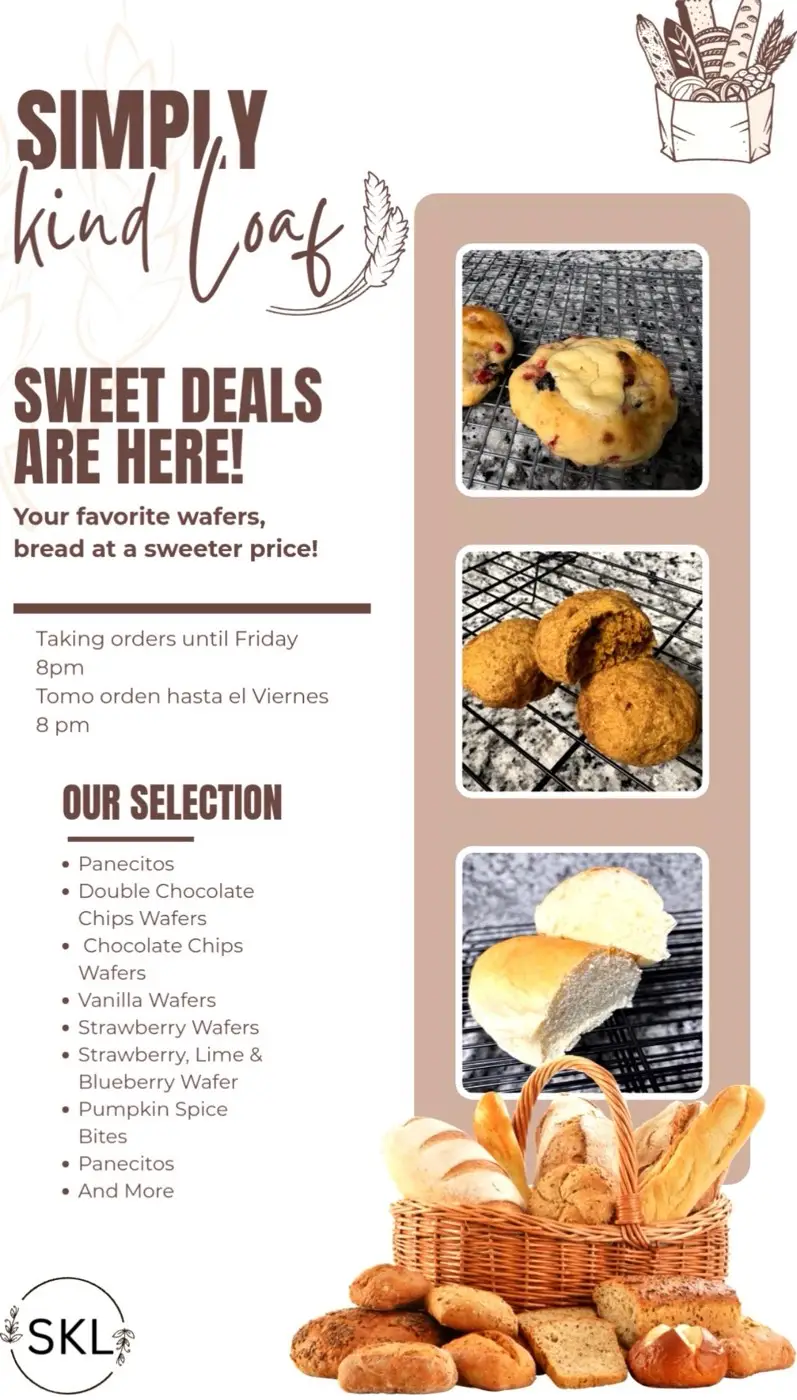 SIMPLY
kind Loaf
SWEET DEALS
ARE HERE!
Your favorite wafers,
bread at a sweeter price!
Taking orders until Friday
8pm
Tomo orden hasta el Viernes
8 pm
OUR SELECTION
• Panecitos
• Double Chocolate
Chips Wafers
• Chocolate Chips
Wafers
• Vanilla Wafers
• Strawberry Wafers
• Strawberry, Lime &
Blueberry Wafer
• Pumpkin Spice
Bites
• Panecitos
• And More
SKL